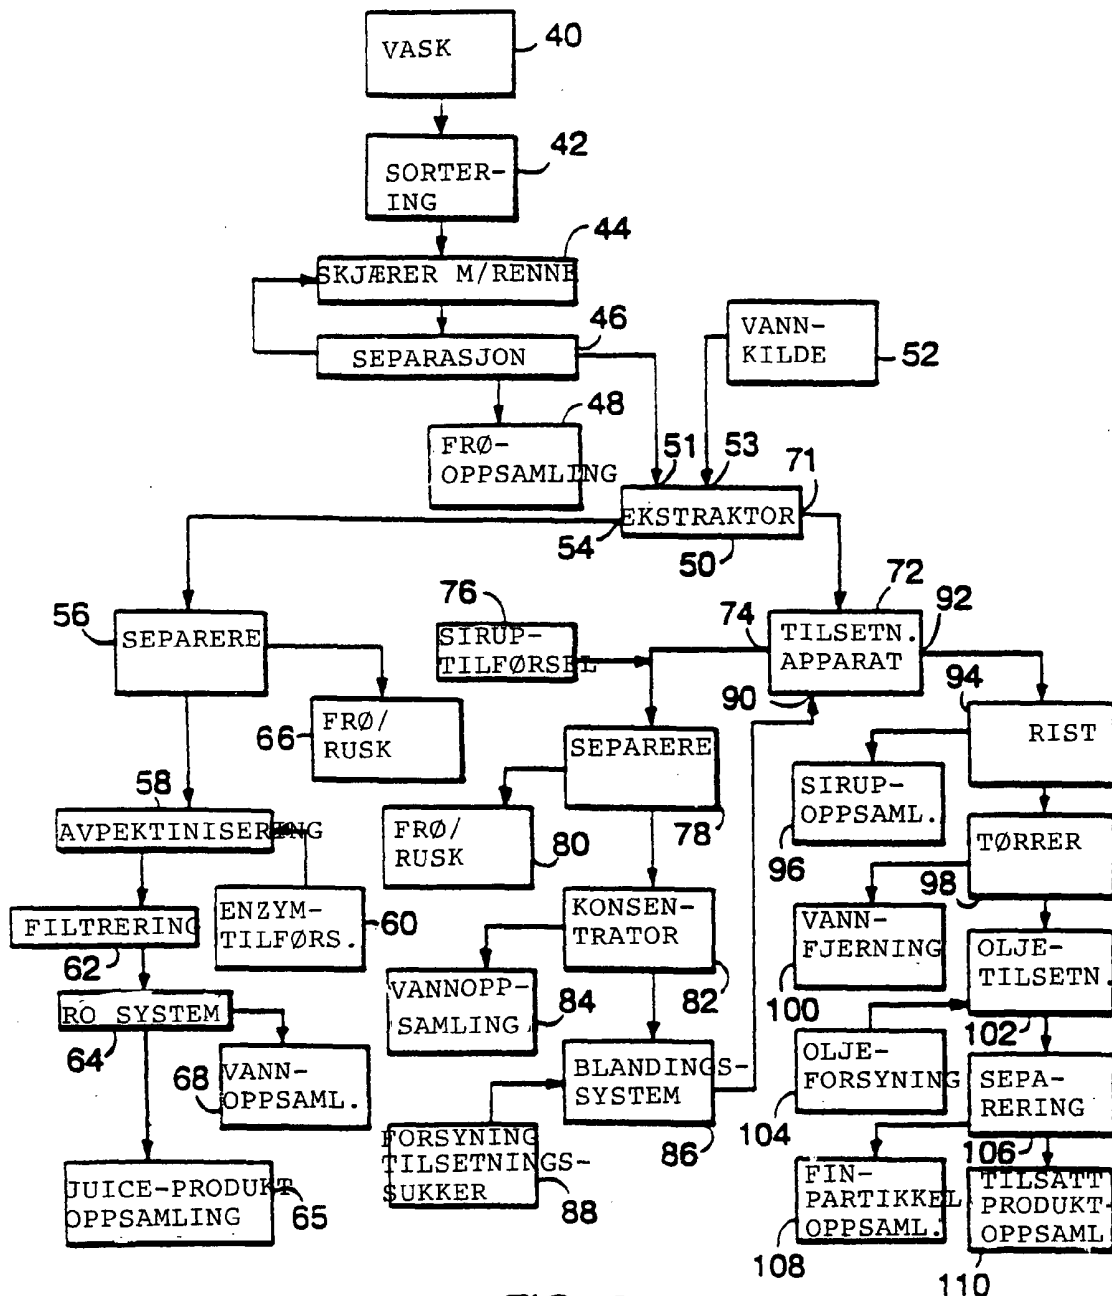 VASK
40
SORTER-
ING
42
44
SKJÆRER M/RENNE
46
SEPARASJON
VANN-
KILDE
52
48
FRØ-
OPPSAMLING
51
53
71
EKSTRAKTOR
54
50
56
SEPARERE
76
SIRUP-
TILFØRSEL
74
72
92
TILSETN.
APPARAT
90
94
66
FRØ/
RUSK
SEPARERE
78
RIST
SIRUP-
OPPSAML.
96
58
AVPEKTINISERING
FRØ/
RUSK
80
TØRRER
98
FILTRERING
62
ENZYM-
TILFØRS.
60
KONSEN-
TRATOR
82
VANN-
FJERNING
100
OLJE-
TILSETN.
102
RO SYSTEM
64
VANNOPP-
SAMLING
84
68
VANN-
OPPSAML.
BLANDINGS-
SYSTEM
86
OLJE-
FORSYNING
104
SEPA-
RERING
106
JUICE-PRODUKT
OPPSAMLING
65
FORSYNING
TILSETNINGS-
SUKKER
88
FIN-
PARTIKKEL
OPPSAML.
108
TILSATT
PRODUKT-
OPPSAML
110